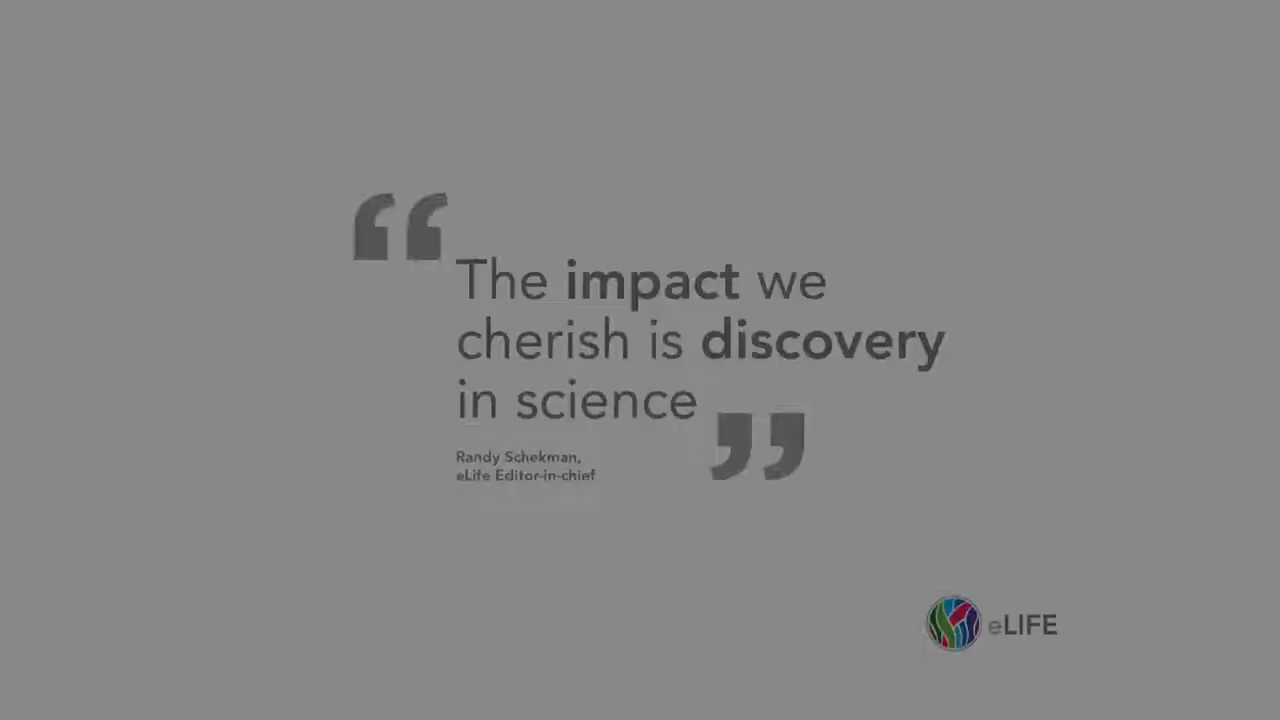 “
The impact we
cherish is discovery
in science
”
Randy Schekman,
eLife Editor-in-chief
eLIFE